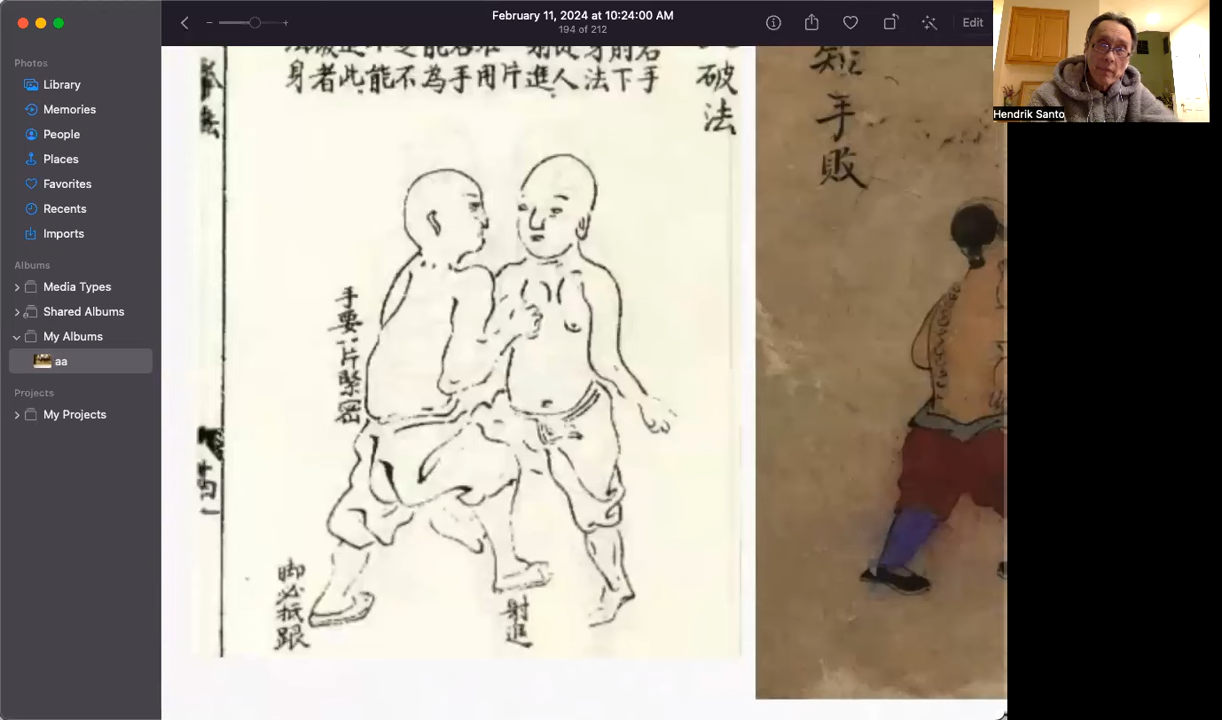 February 11, 2024 at 10:24:00 AM
194 of 212
Edit
Photos
Library
Memories
People
Places
Favorites
Recents
Imports
Albums
Media Types
Shared Albums
My Albums
aa
Projects
My Projects
Hendrik Santo
破法
手下法人進片用手為不能此者身
手要一片緊密
脚必抵跟
射進
短手敗